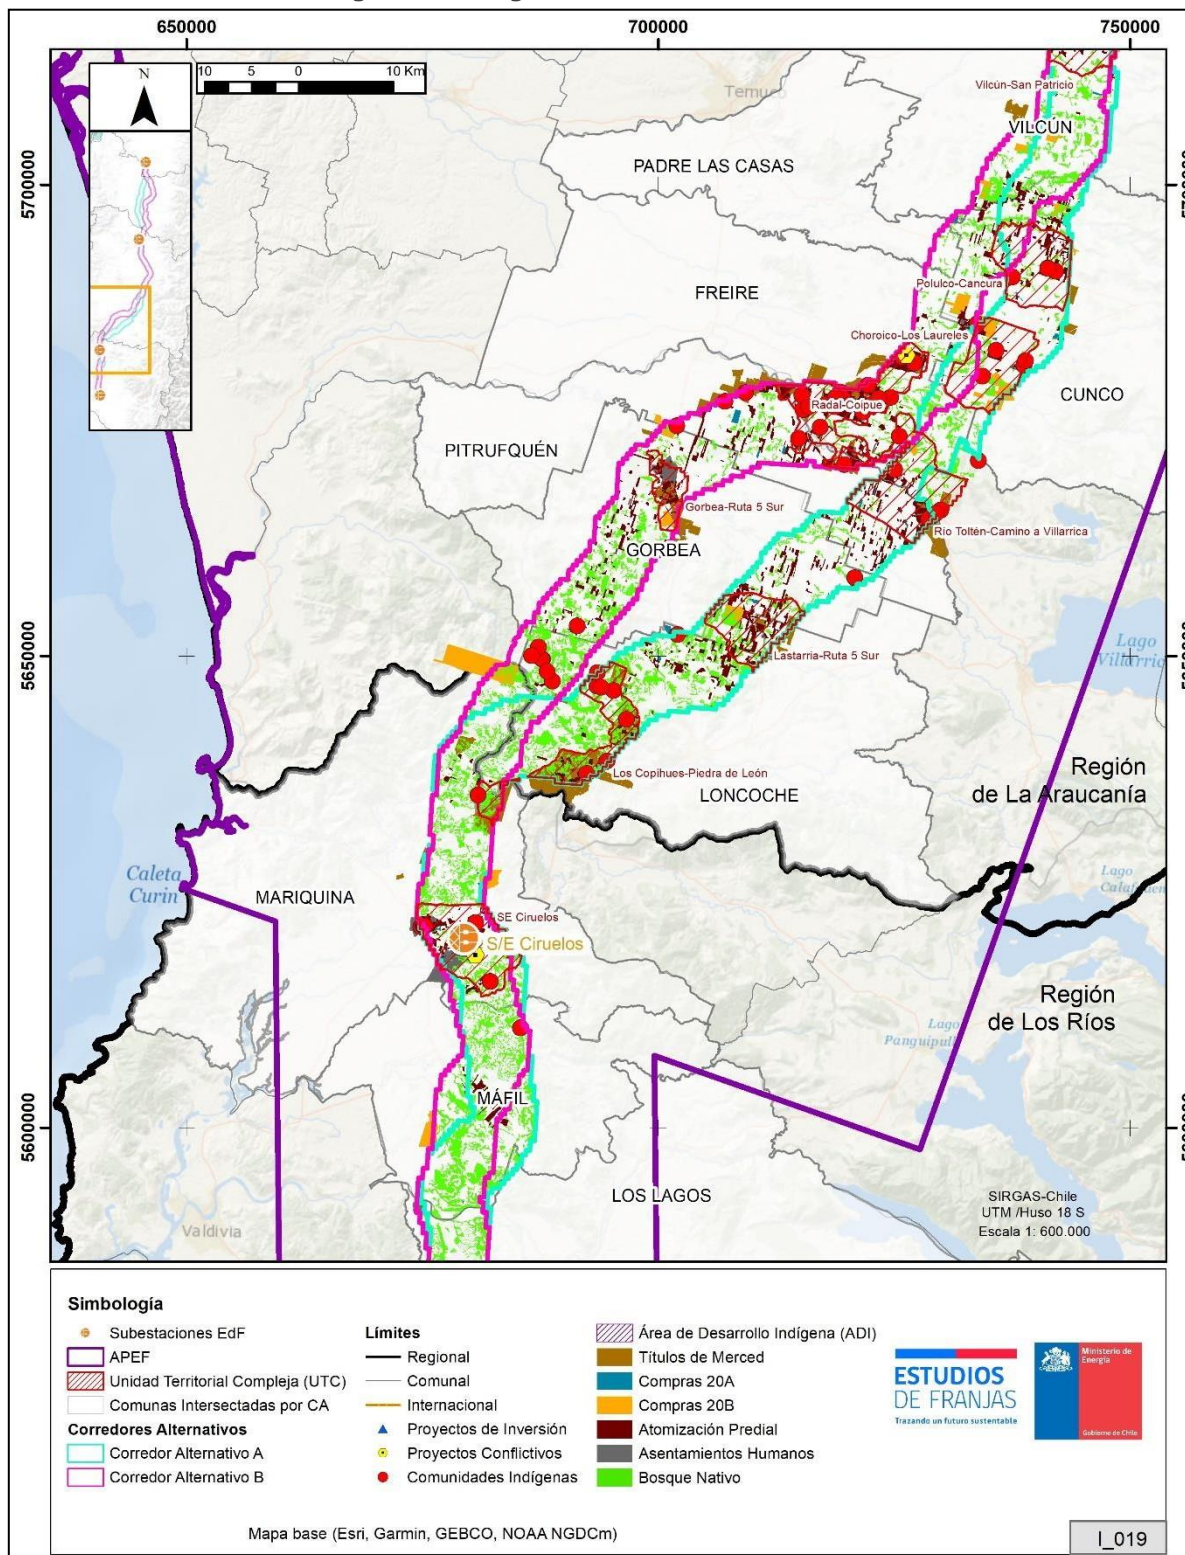 650000
700000
750000
N
10 5 0 10 Km
Temuco
Vilcún-San Patricio
VILCÚN
PADRE LAS CASAS
5700000
5700000
FREIRE
Polulco-Cancura
Choroico-Los Laureles
CUNCO
Radal-Coipue
PITRUFQUÉN
Gorbea-Ruta 5 Sur
Río Toltén-Camino a Villarrica
GORBEA
5650000
5650000
Lago
Villarrica
Lastarria-Ruta 5 Sur
Los Copihues-Piedra de León
LONCOCHE
Región
de La Araucanía
Caleta
Curin
MARIQUINA
Lago
SE Ciruelos
S/E Ciruelos
Región
de Los Ríos
Lago
MÁFIL
5600000
5600000
LOS LAGOS
Valdivia
SIRGAS-Chile
UTM /Huso 18 S
Escala 1: 600.000
Simbología
Subestaciones EdF
APEF
Unidad Territorial Compleja (UTC)
Comunas Intersectadas por CA
Corredores Alternativos
Corredor Alternativo A
Corredor Alternativo B
Límites
Regional
Comunal
Internacional
Proyectos de Inversión
Proyectos Conflictivos
Comunidades Indígenas
Área de Desarrollo Indígena (ADI)
Títulos de Merced
Compras 20A
Compras 20B
Atomización Predial
Asentamientos Humanos
Bosque Nativo
ESTUDIOS
DE FRANJAS
Trazando un futuro sustentable
Ministerio de
Energía
Gobierno de Chile
Mapa base (Esri, Garmin, GEBCO, NOAA NGDCm)
I_019